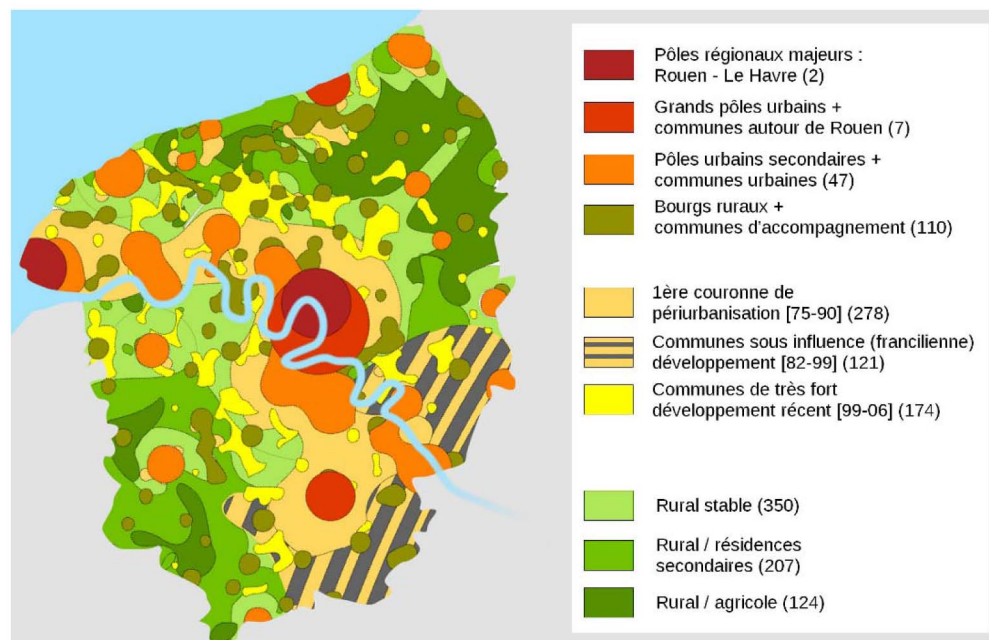 Pôles régionaux majeurs :
Rouen - Le Havre (2)
Grands pôles urbains +
communes autour de Rouen (7)
Pôles urbains secondaires +
communes urbaines (47)
Bourgs ruraux +
communes d'accompagnement (110)
1ère couronne de
périurbanisation [75-90] (278)
Communes sous influence (francilienne)
développement [82-99] (121)
Communes de très fort
développement récent [99-06] (174)
Rural stable (350)
Rural / résidences
secondaires (207)
Rural / agricole (124)